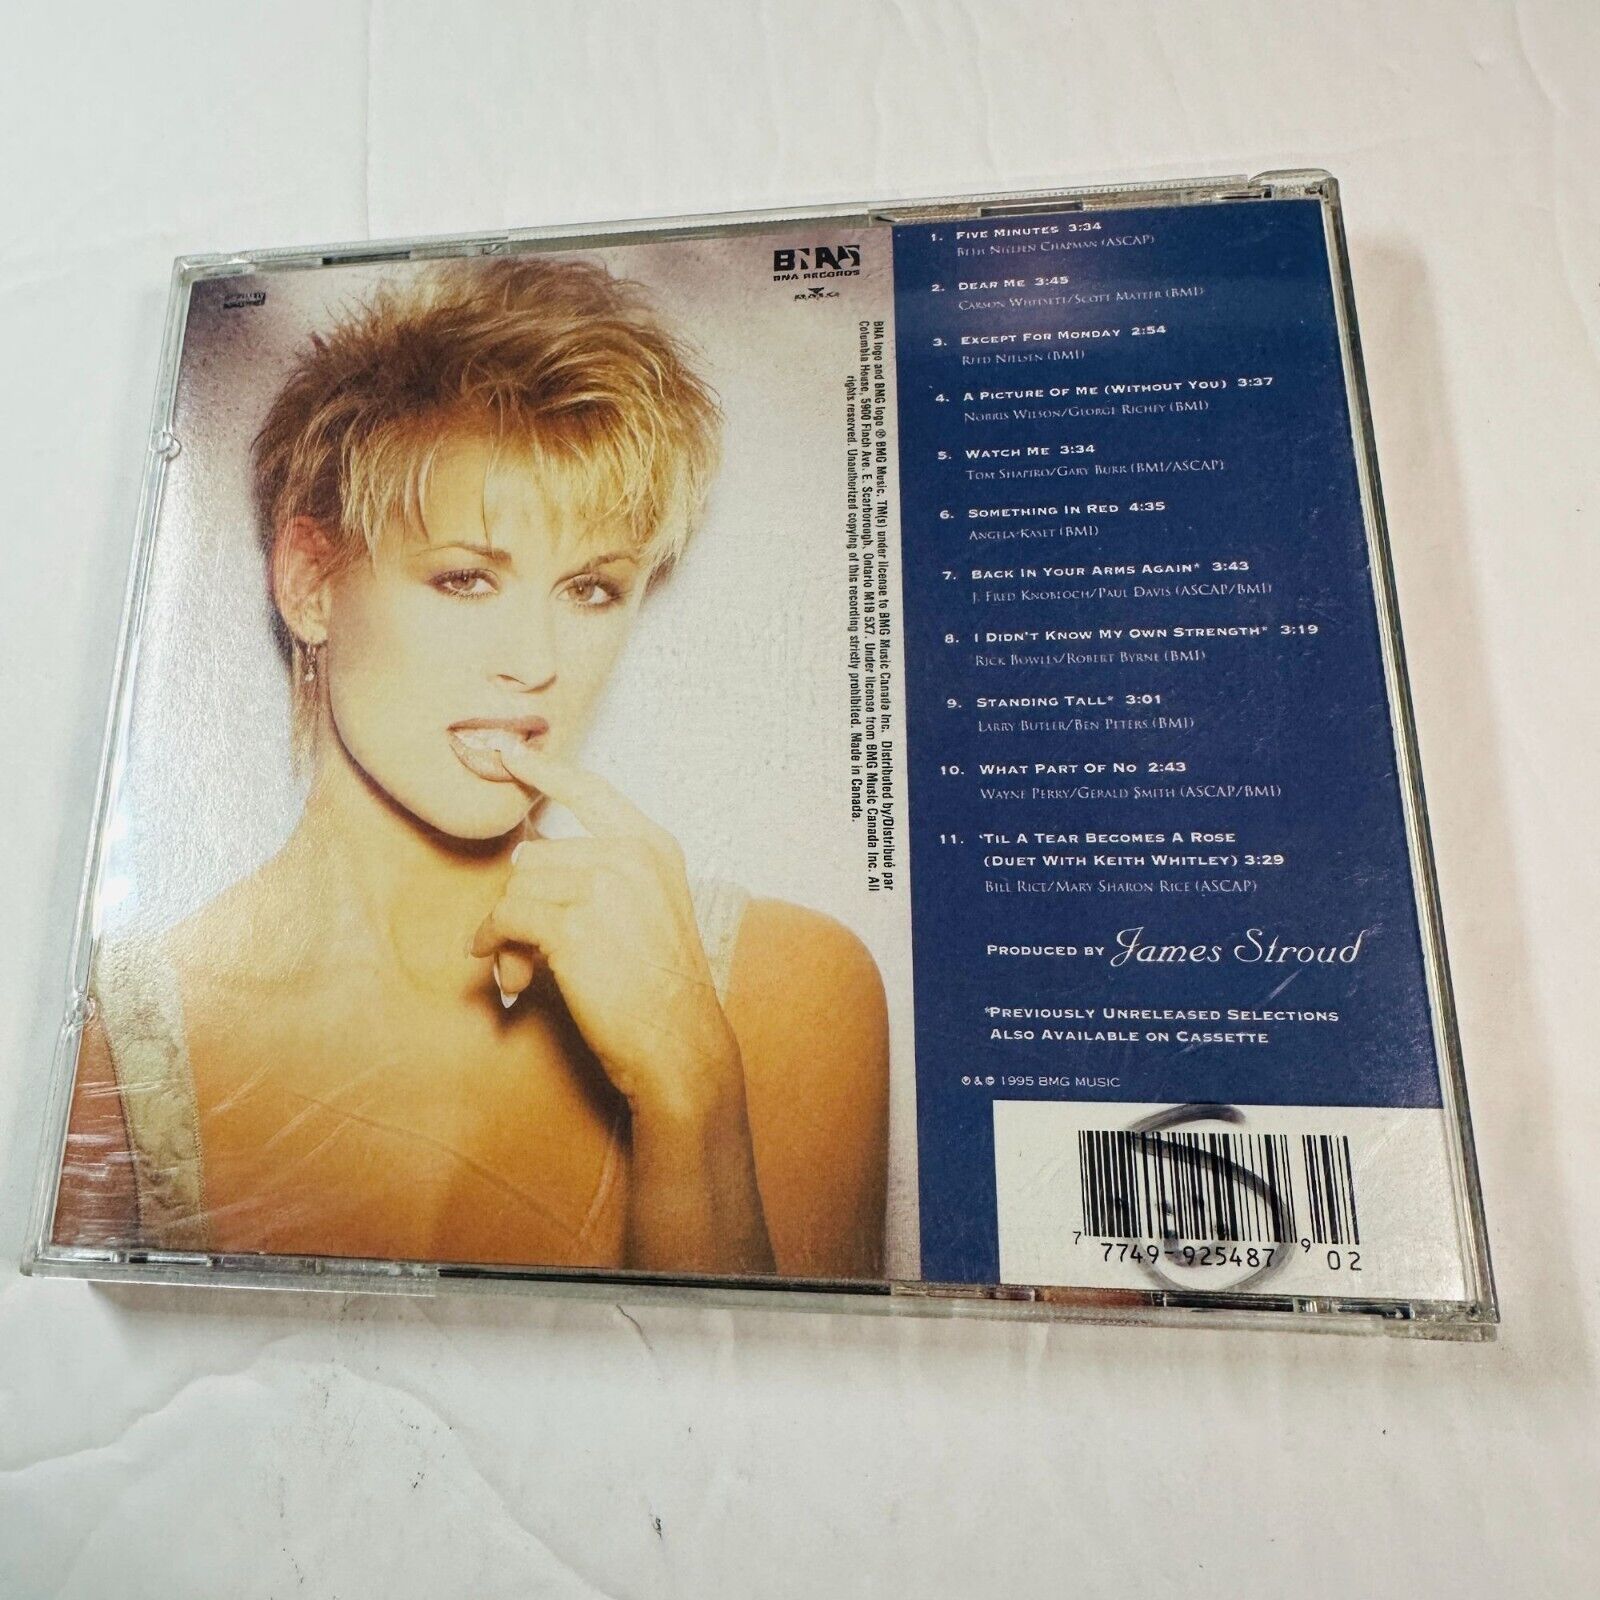 BNA
BNA RECORDS
BMG
BNA logo and BMG logo ® BMG Music. TM(s) under license to BMG Music Canada Inc. Distributed by/Distribué par
Columbia House, 5900 Finch Ave. E. Scarborough, Ontario M1B 5X7. Under license from BMG Music Canada Inc. All
rights reserved. Unauthorized copying of this recording strictly prohibited. Made in Canada.
1. FIVE MINUTES 3:34
BETH NIELSEN CHAPMAN (ASCAP)
2. DEAR ME 3:45
CARSON WHITSETT/SCOTT MATEER (BMI)
3. EXCEPT FOR MONDAY 2:54
REED NIELSEN (BMI)
4. A PICTURE OF ME (WITHOUT YOU) 3:37
NORRIS WILSON/GEORGE RICHEY (BMI)
5. WATCH ME 3:34
TOM SHAPIRO/GARY BURR (BMI/ASCAP)
6. SOMETHING IN RED 4:35
ANGELA KASET (BMI)
7. BACK IN YOUR ARMS AGAIN* 3:43
J. FRED KNOBLOCH/PAUL DAVIS (ASCAP/BMI)
8. I DIDN'T KNOW MY OWN STRENGTH* 3:19
RICK BOWLES/ROBERT BYRNE (BMI)
9. STANDING TALL* 3:01
LARRY BUTLER/BEN PETERS (BMI)
10. WHAT PART OF NO 2:43
WAYNE PERRY/GERALD SMITH (ASCAP/BMI)
11. 'TIL A TEAR BECOMES A ROSE
(DUET WITH KEITH WHITLEY) 3:29
BILL RICE/MARY SHARON RICE (ASCAP)
PRODUCED BY James Stroud
*PREVIOUSLY UNRELEASED SELECTIONS
ALSO AVAILABLE ON CASSETTE
℗ & © 1995 BMG MUSIC
7 7749-925487 9 02